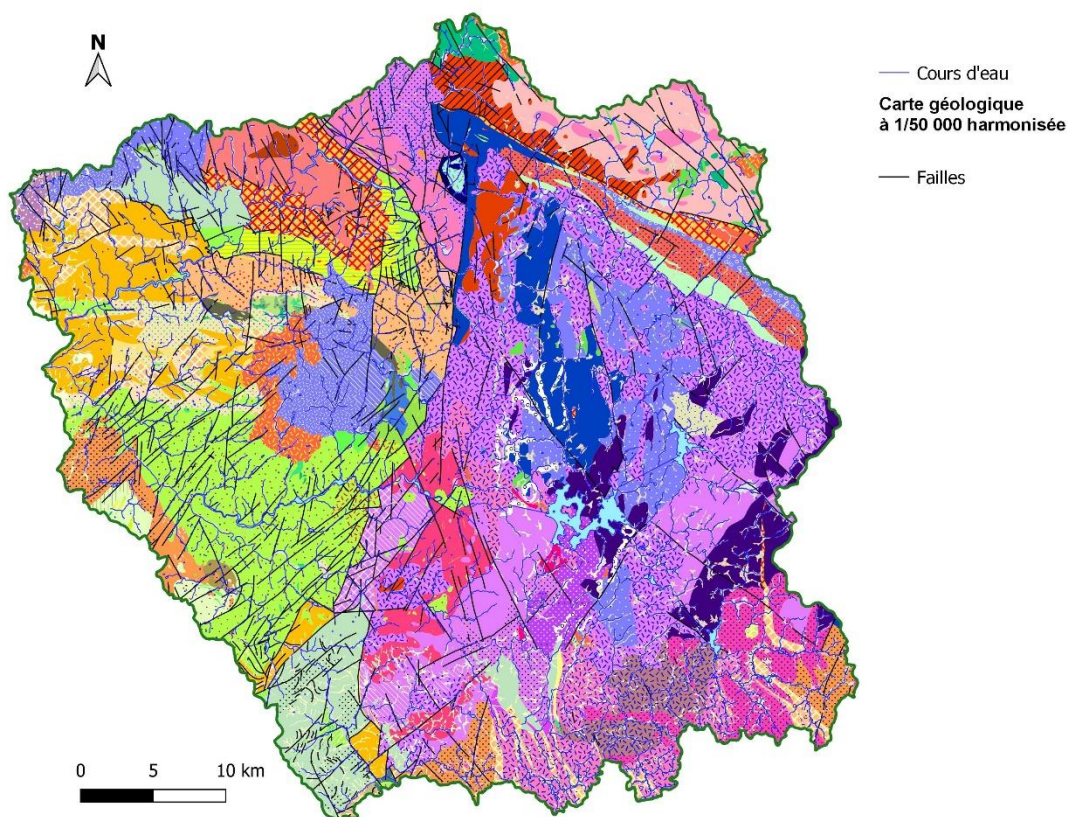 N
Cours d'eau
Carte géologique
à 1/50 000 harmonisée
Failles
0 5 10 km